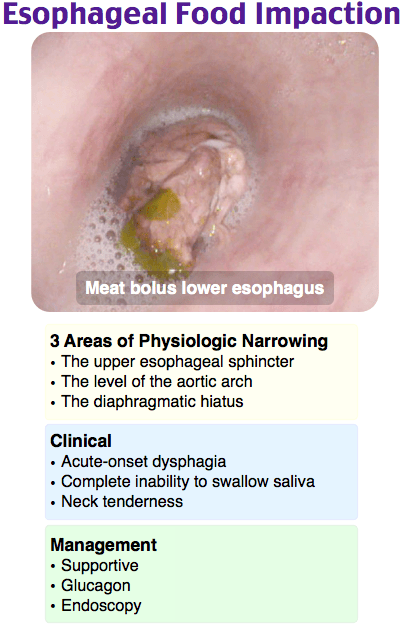 Esophageal Food Impaction
Meat bolus lower esophagus
3 Areas of Physiologic Narrowing
• The upper esophageal sphincter
• The level of the aortic arch
• The diaphragmatic hiatus
Clinical
• Acute-onset dysphagia
• Complete inability to swallow saliva
• Neck tenderness
Management
• Supportive
• Glucagon
• Endoscopy